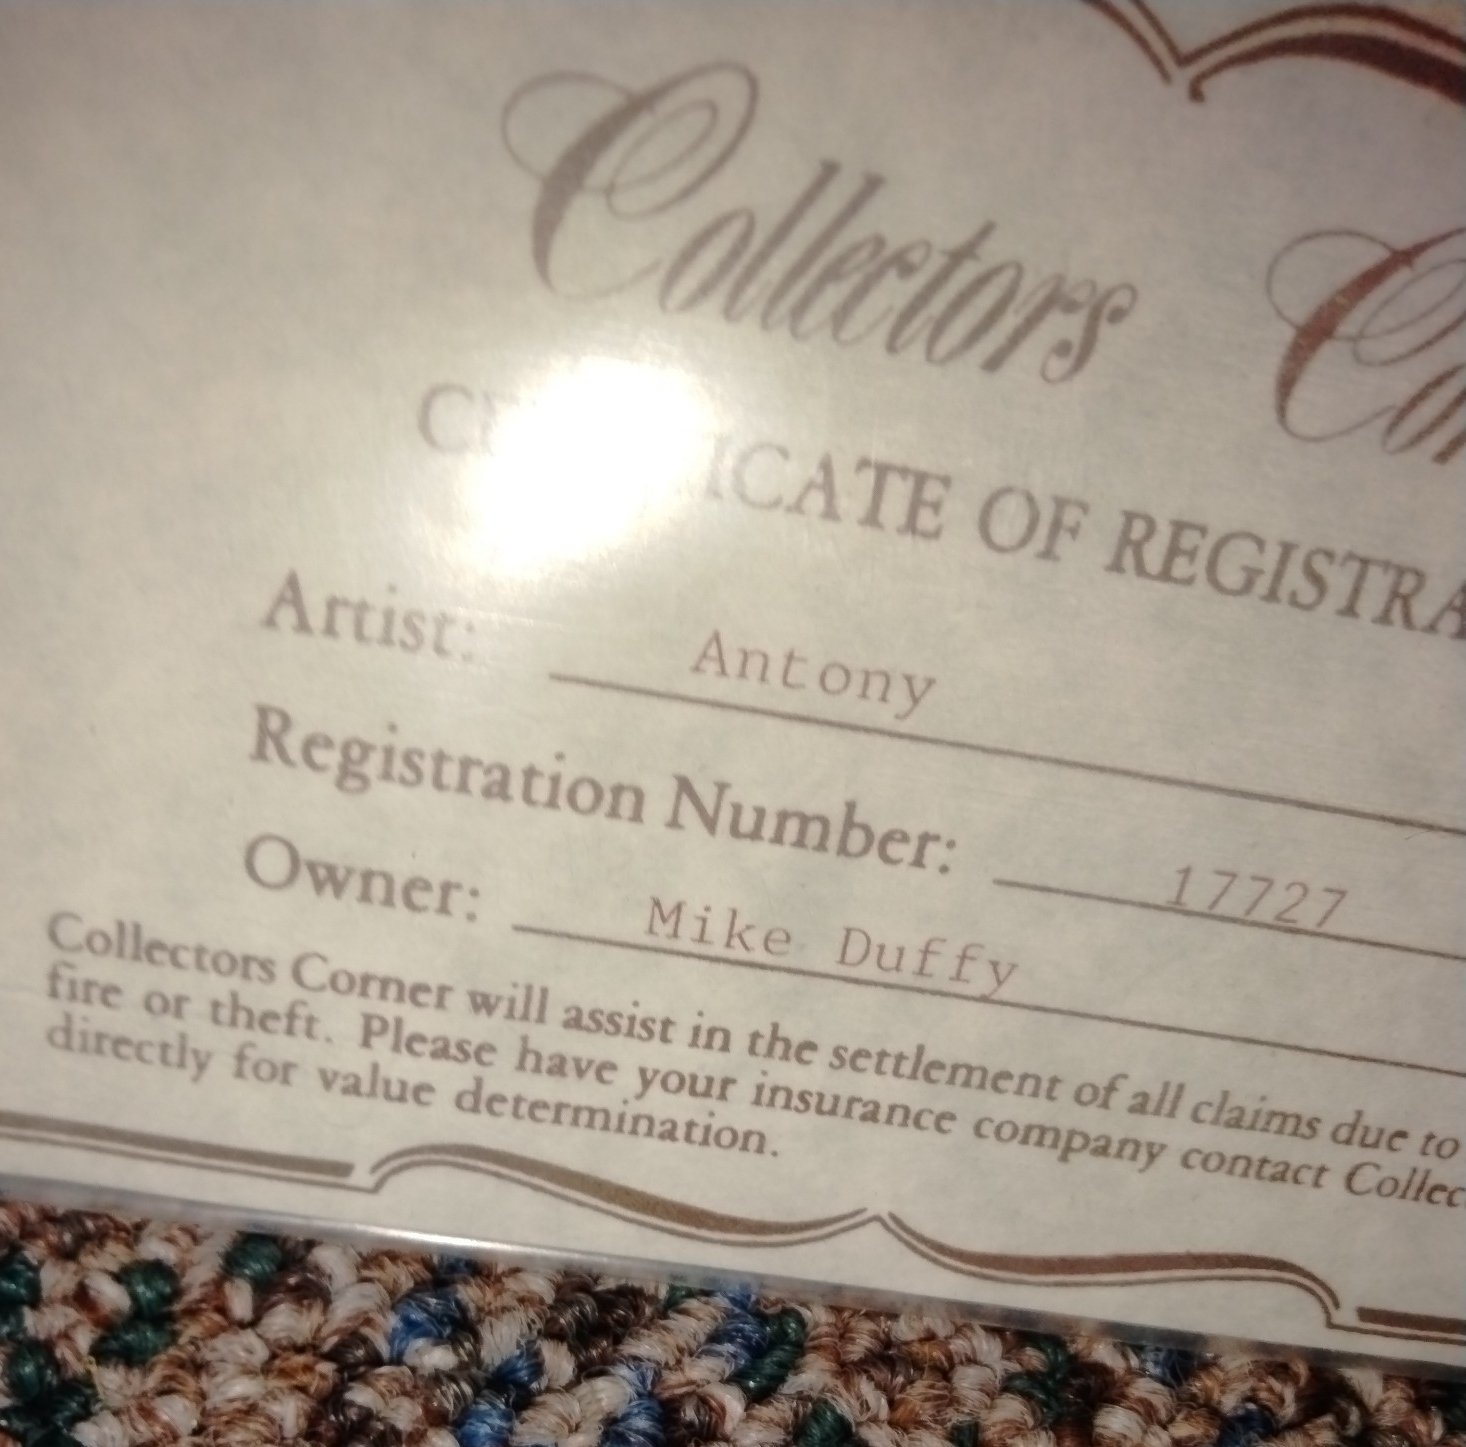 Collectors
OF REGISTRA
Artist: Antony
Registration Number: 17727
Owner: Mike Duffy
Collectors Corner will assist in the settlement of all claims due to
fire or theft. Please have your insurance company contact Collec
directly for value determination.